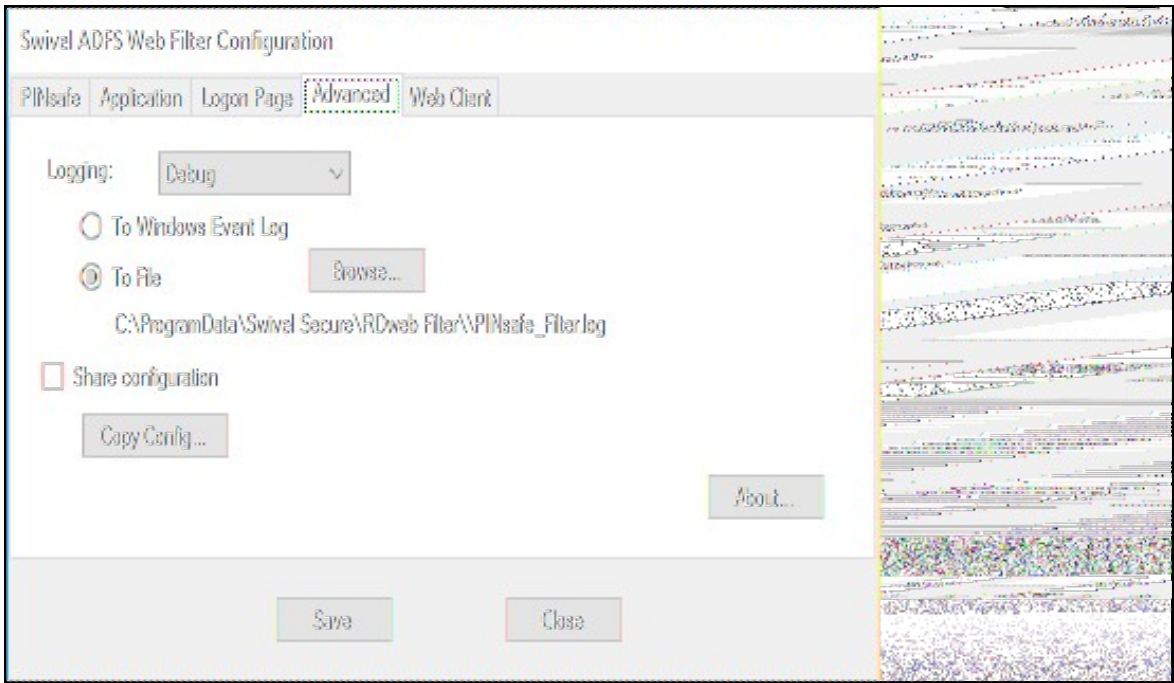 Swivel ADFS Web Filter Configuration
PINsafe Application Logon Page Advanced Web Client
Logging: Debug
To Windows Event Log
To File Browse...
C:\ProgramData\Swivel Secure\RDweb Filter\\PINsafe_Filter.log
Share configuration
Copy Config...
About...
Save Close